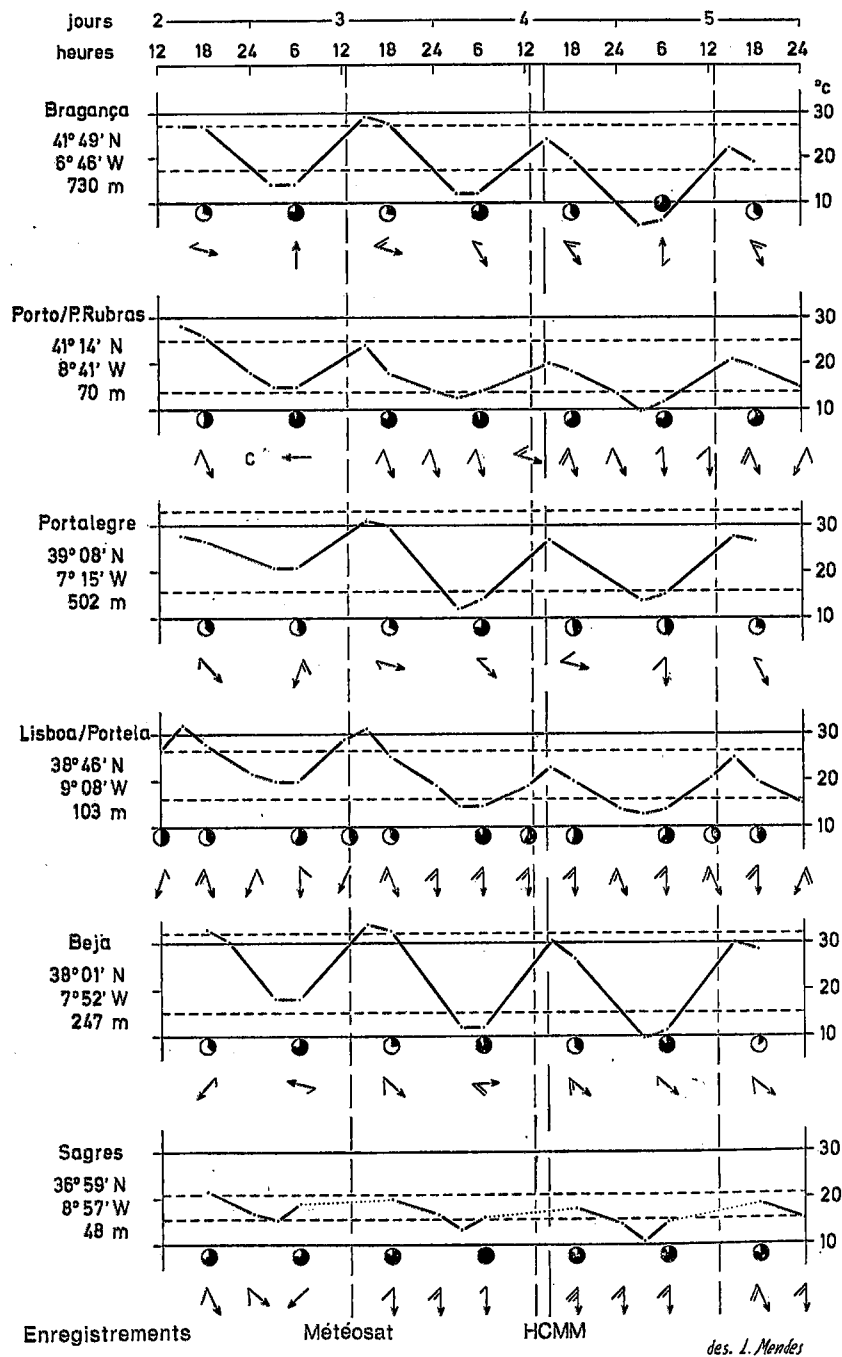 jours 2 3 4 5
heures 12 18 24 6 12 24 6 12 18 24 6 12 18 24
°C
Bragança
41° 49' N
6° 46' W
730 m
30
20
10
Porto/P.Rubras
41° 14' N
8° 41' W
70 m
30
20
10
C
Portalegre
39° 08' N
7° 15' W
502 m
30
20
10
Lisboa/Portela
38° 46' N
9° 08' W
103 m
30
20
10
Beja
38° 01' N
7° 52' W
247 m
30
20
10
Sagres
36° 59' N
8° 57' W
48 m
30
20
10
Enregistrements Météosat HCMM
des. L. Mendes